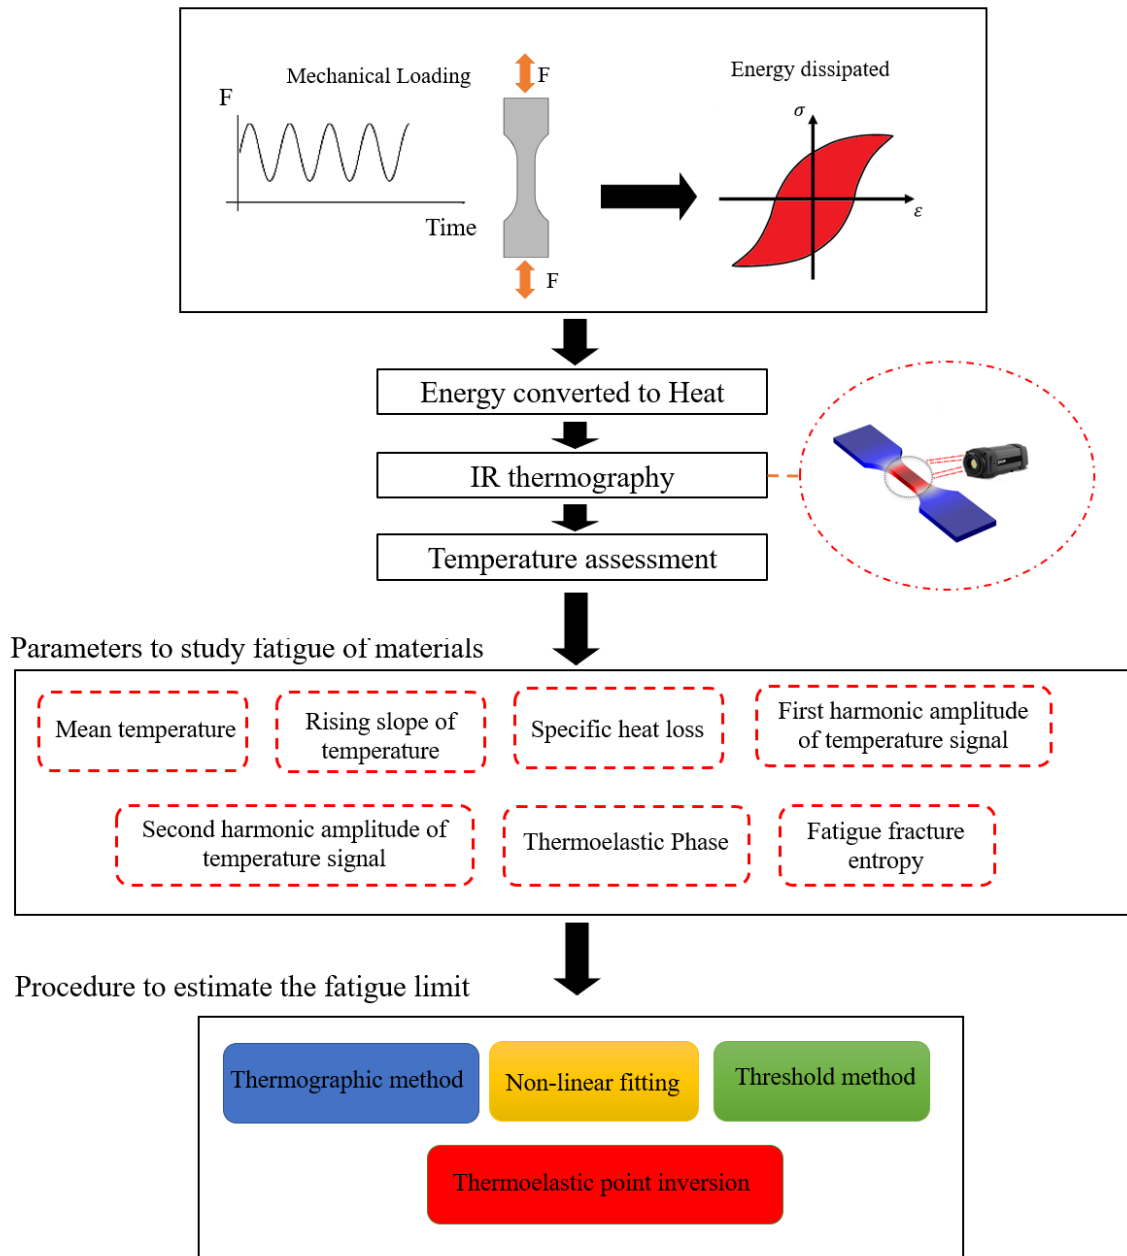 Mechanical Loading
F
Time
F
F
Energy dissipated
σ
ε
Energy converted to Heat
IR thermography
Temperature assessment
Parameters to study fatigue of materials
Mean temperature
Rising slope of
temperature
Specific heat loss
First harmonic amplitude
of temperature signal
Second harmonic amplitude of
temperature signal
Thermoelastic Phase
Fatigue fracture
entropy
Procedure to estimate the fatigue limit
Thermographic method
Non-linear fitting
Threshold method
Thermoelastic point inversion